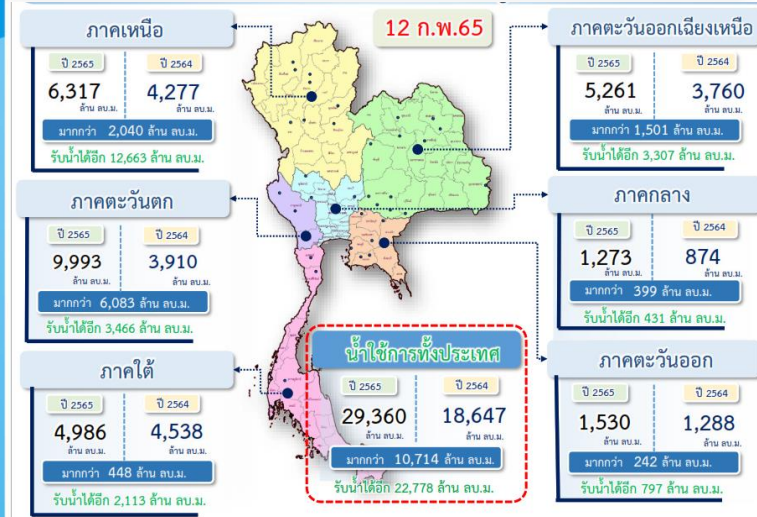 12 ก.พ.65
ภาคเหนือ
ปี 2565 ปี 2564
6,317 4,277
ล้าน ลบ.ม. ล้าน ลบ.ม.
มากกว่า 2,040 ล้าน ลบ.ม.
รับน้ำได้อีก 12,663 ล้าน ลบ.ม.
ภาคตะวันตก
ปี 2565 ปี 2564
9,993 3,910
ล้าน ลบ.ม. ล้าน ลบ.ม.
มากกว่า 6,083 ล้าน ลบ.ม.
รับน้ำได้อีก 3,466 ล้าน ลบ.ม.
ภาคใต้
ปี 2565 ปี 2564
4,986 4,538
ล้าน ลบ.ม. ล้าน ลบ.ม.
มากกว่า 448 ล้าน ลบ.ม.
รับน้ำได้อีก 2,113 ล้าน ลบ.ม.
น้ำใช้การทั้งประเทศ
ปี 2565 ปี 2564
29,360 18,647
ล้าน ลบ.ม. ล้าน ลบ.ม.
มากกว่า 10,714 ล้าน ลบ.ม.
รับน้ำได้อีก 22,778 ล้าน ลบ.ม.
ภาคตะวันออกเฉียงเหนือ
ปี 2565 ปี 2564
5,261 3,760
ล้าน ลบ.ม. ล้าน ลบ.ม.
มากกว่า 1,501 ล้าน ลบ.ม.
รับน้ำได้อีก 3,307 ล้าน ลบ.ม.
ภาคกลาง
ปี 2565 ปี 2564
1,273 874
ล้าน ลบ.ม. ล้าน ลบ.ม.
มากกว่า 399 ล้าน ลบ.ม.
รับน้ำได้อีก 431 ล้าน ลบ.ม.
ภาคตะวันออก
ปี 2565 ปี 2564
1,530 1,288
ล้าน ลบ.ม. ล้าน ลบ.ม.
มากกว่า 242 ล้าน ลบ.ม.
รับน้ำได้อีก 797 ล้าน ลบ.ม.